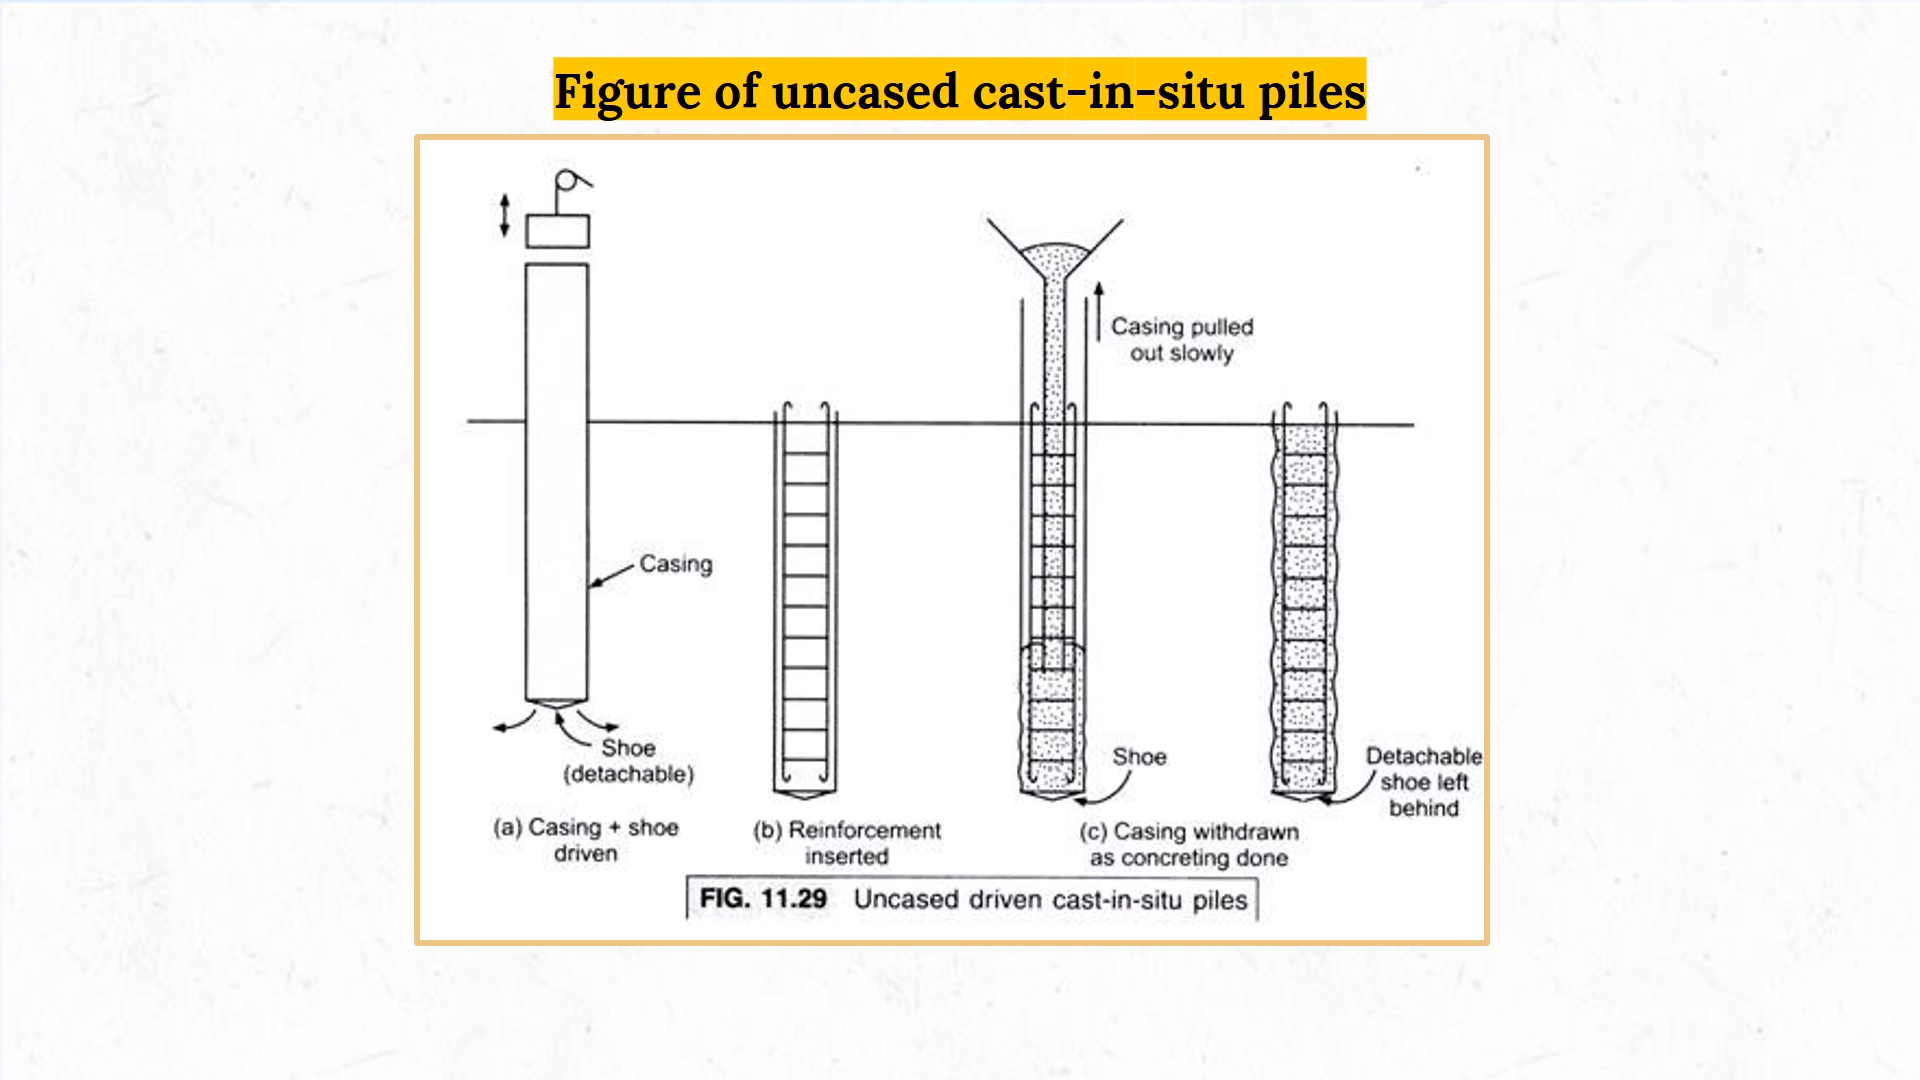 Figure of uncased cast-in-situ piles
Casing pulled
out slowly
Casing
Shoe
(detachable)
Shoe
Detachable
shoe left
behind
(a) Casing + shoe
driven
(b) Reinforcement
inserted
(c) Casing withdrawn
as concreting done
FIG. 11.29 Uncased driven cast-in-situ piles